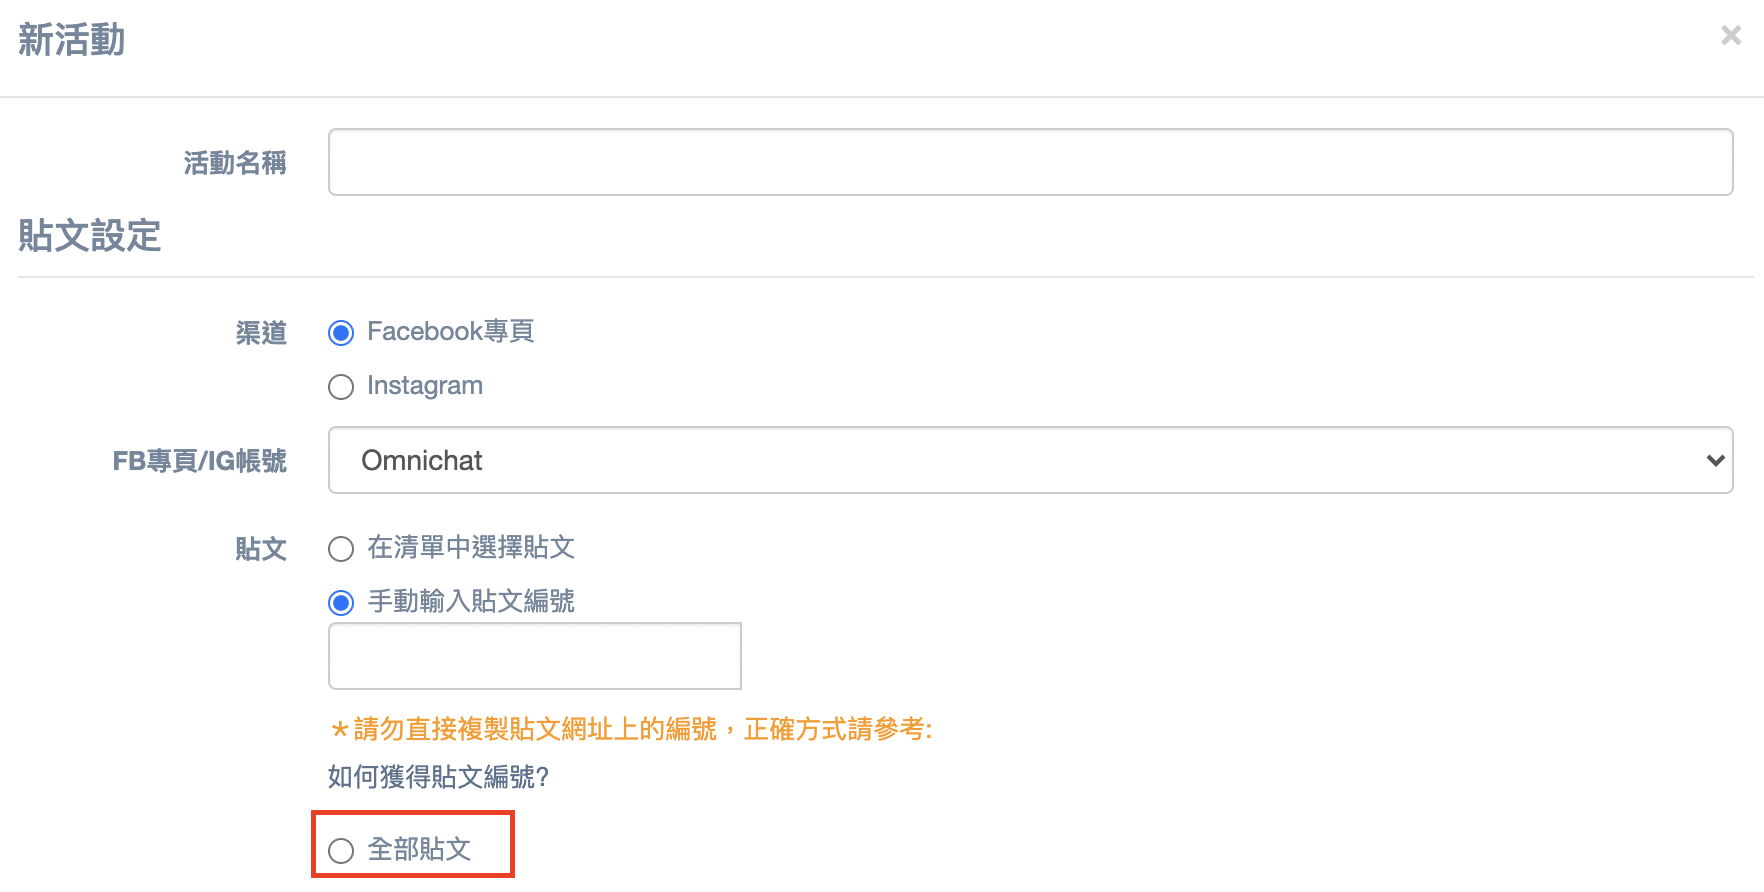 新活動
活動名稱
貼文設定
渠道 Facebook專頁
Instagram
FB專頁/IG帳號 Omnichat
貼文 在清單中選擇貼文
手動輸入貼文編號
*請勿直接複製貼文網址上的編號，正確方式請參考:
如何獲得貼文編號?
全部貼文